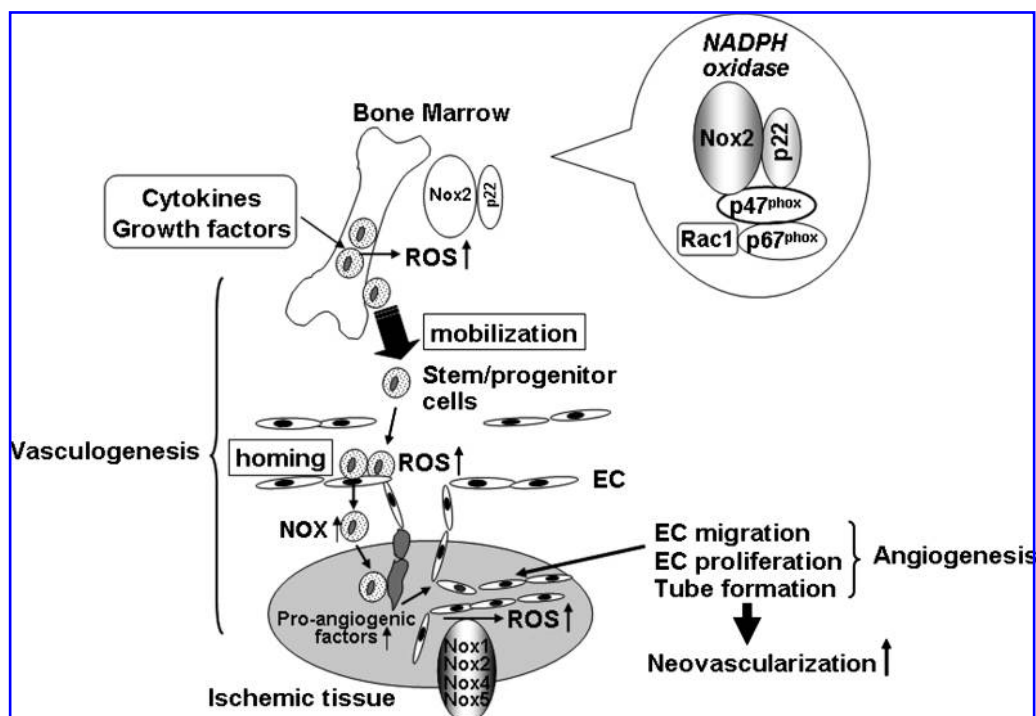 NADPH
oxidase
Nox2
p22
p47phox
Rac1
p67phox
Bone Marrow
Nox2
p22
Cytokines
Growth factors
ROS
mobilization
Stem/progenitor
cells
Vasculogenesis
homing
ROS
EC
NOX
EC migration
EC proliferation
Tube formation
Angiogenesis
Pro-angiogenic
factors
ROS
Nox1
Nox2
Nox4
Nox5
Neovascularization
Ischemic tissue